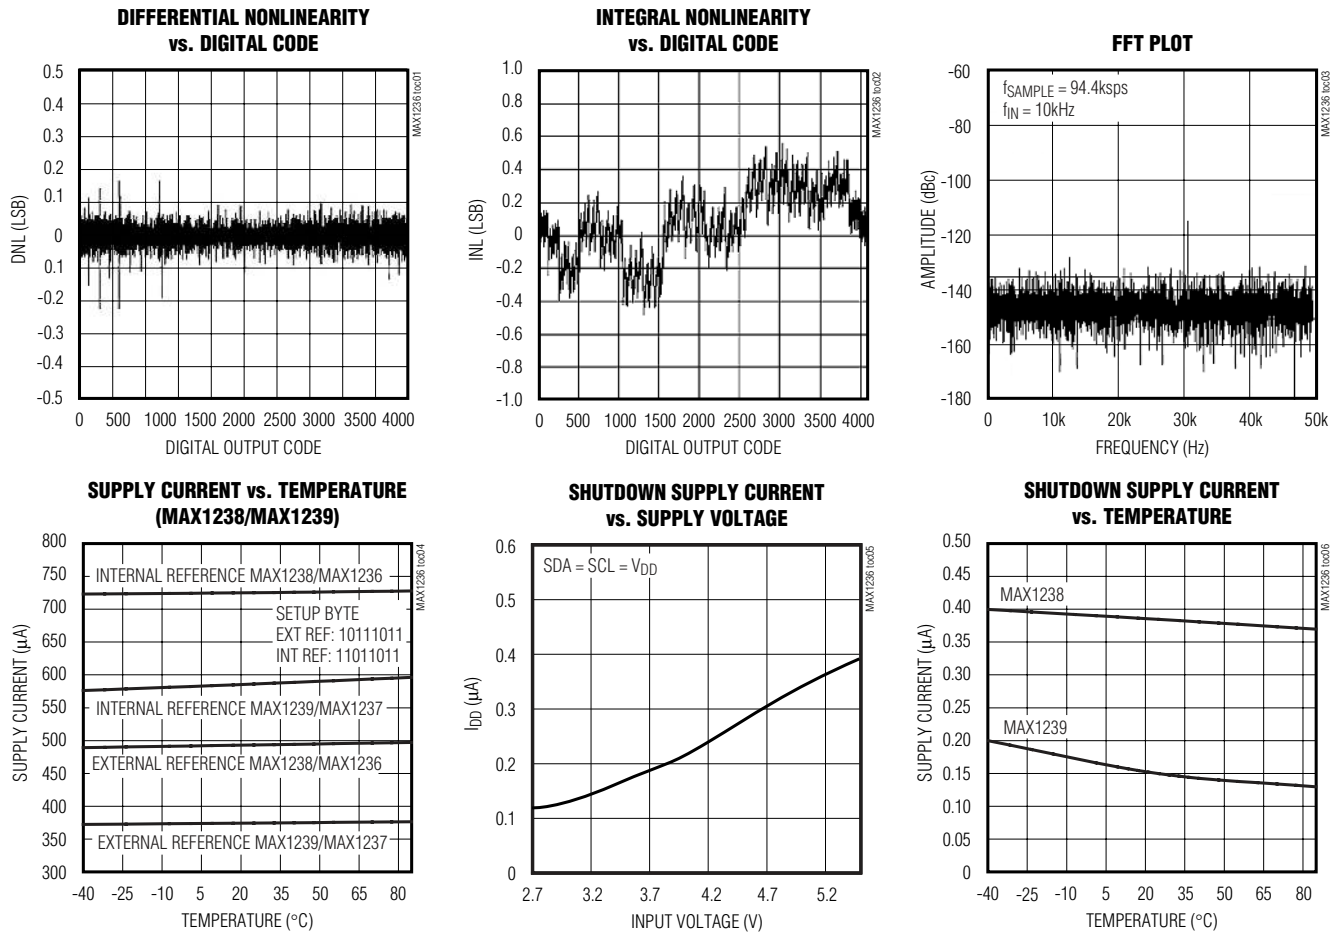 DIFFERENTIAL NONLINEARITY
vs. DIGITAL CODE
MAX1236 toc01
0.5
0.4
0.3
0.2
0.1
0
0.1
-0.2
-0.3
-0.4
-0.5
DNL (LSB)
0 500 1000 1500 2000 2500 3000 3500 4000
DIGITAL OUTPUT CODE
INTEGRAL NONLINEARITY
vs. DIGITAL CODE
MAX1236 toc02
1.0
0.8
0.6
0.4
0.2
0
-0.2
-0.4
-0.6
-0.8
-1.0
INL (LSB)
0 500 1000 1500 2000 2500 3000 3500 4000
DIGITAL OUTPUT CODE
FFT PLOT
MAX1236 toc03
fSAMPLE = 94.4ksps
fIN = 10kHz
-60
-80
-100
-120
-140
-160
-180
AMPLITUDE (dBc)
0 10k 20k 30k 40k 50k
FREQUENCY (Hz)
SUPPLY CURRENT vs. TEMPERATURE
(MAX1238/MAX1239)
MAX1236 toc04
800
750
700
650
600
550
500
450
400
350
300
SUPPLY CURRENT (μA)
INTERNAL REFERENCE MAX1238/MAX1236
SETUP BYTE
EXT REF: 10111011
INT REF: 11011011
INTERNAL REFERENCE MAX1239/MAX1237
EXTERNAL REFERENCE MAX1238/MAX1236
EXTERNAL REFERENCE MAX1239/MAX1237
-40 -25 -10 5 20 35 50 65 80
TEMPERATURE (°C)
SHUTDOWN SUPPLY CURRENT
vs. SUPPLY VOLTAGE
MAX1236 toc05
SDA = SCL = VDD
0.6
0.5
0.4
0.3
0.2
0.1
0
IDD (μA)
2.7 3.2 3.7 4.2 4.7 5.2
INPUT VOLTAGE (V)
SHUTDOWN SUPPLY CURRENT
vs. TEMPERATURE
MAX1236 toc06
0.50
0.45
0.40
0.35
0.30
0.25
0.20
0.15
0.10
0.05
0
SUPPLY CURRENT (μA)
MAX1238
MAX1239
-40 -25 -10 5 20 35 50 65 80
TEMPERATURE (°C)